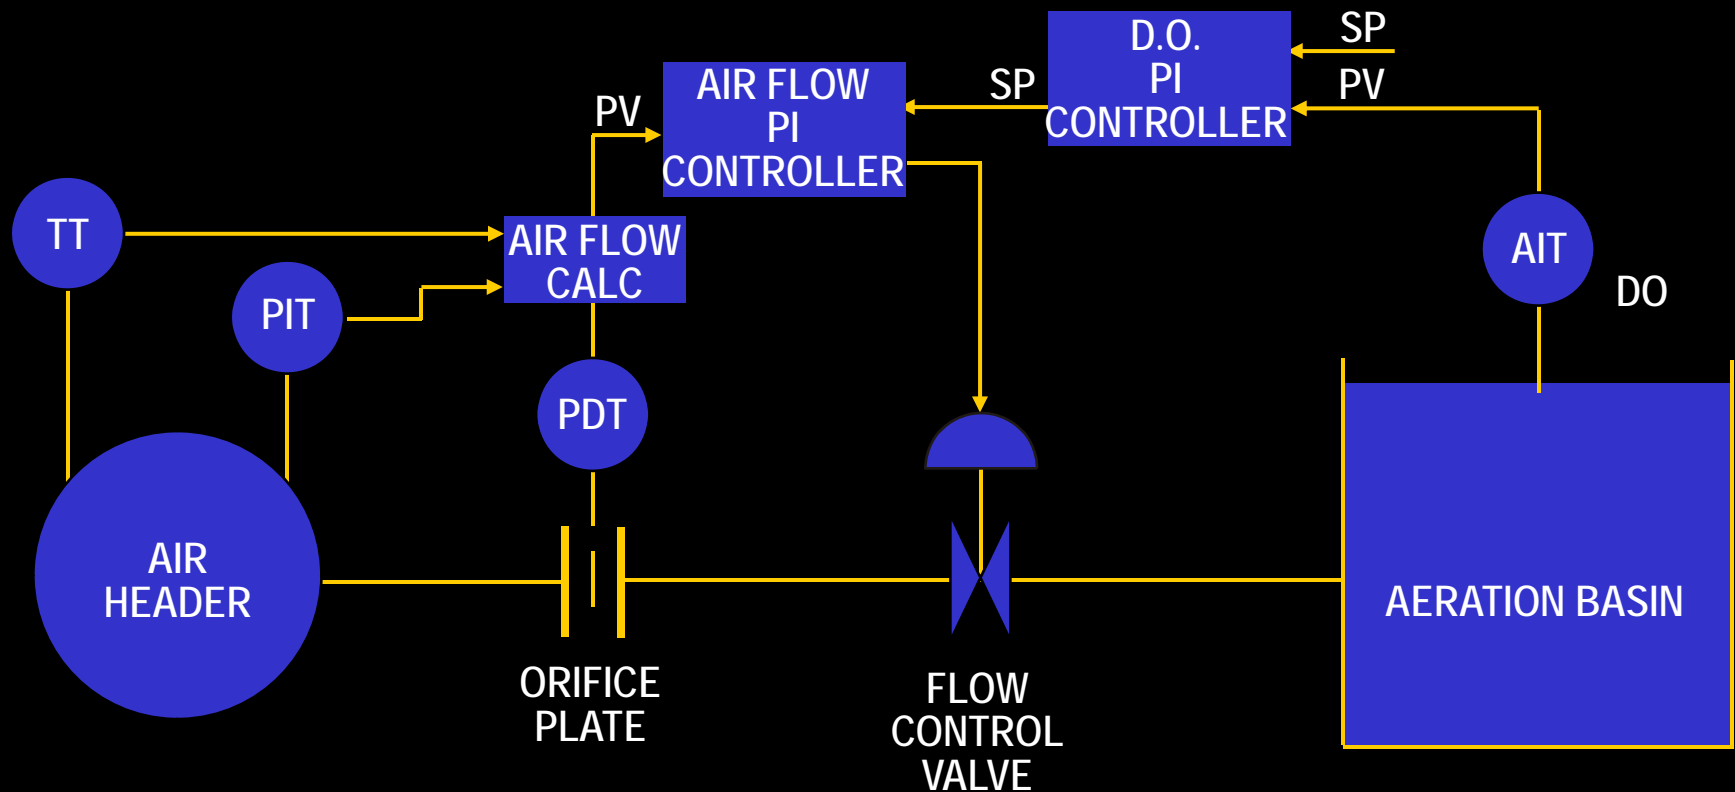 SP
D.O.
PI
CONTROLLER
PV
SP
AIR FLOW
PI
CONTROLLER
PV
TT
AIR FLOW
CALC
PIT
AIT
DO
PDT
AIR
HEADER
AERATION BASIN
ORIFICE
PLATE
FLOW
CONTROL
VALVE